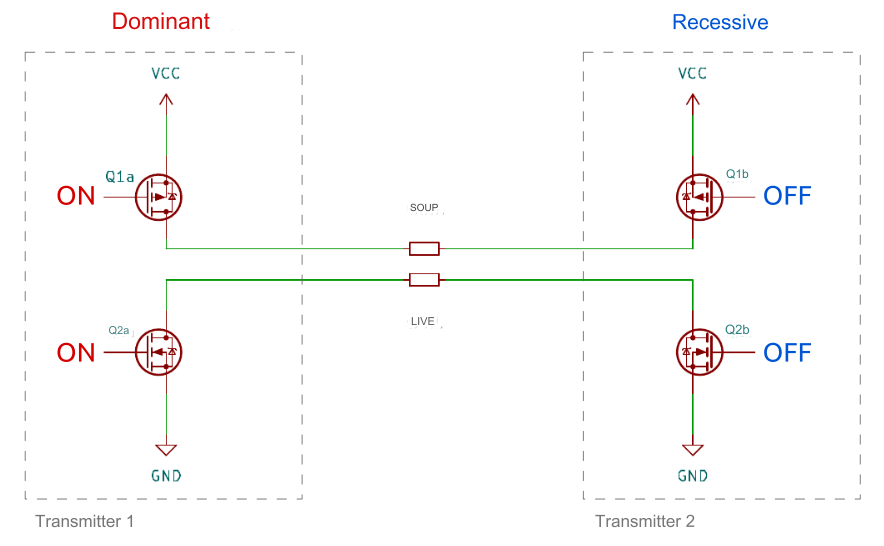 Dominant
Recessive
VCC
VCC
Q1a
Q1b
ON
OFF
SOUP
LIVE
Q2a
Q2b
ON
OFF
GND
GND
Transmitter 1
Transmitter 2